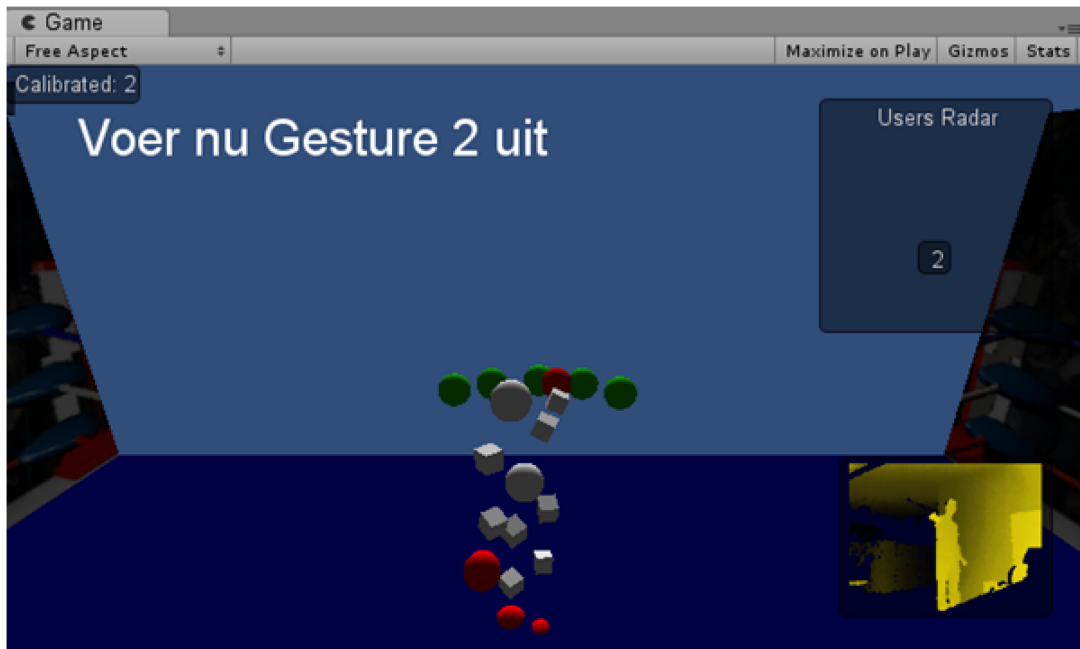 Game
Free Aspect
Maximize on Play Gizmos Stats
Calibrated: 2
Users Radar
Voer nu Gesture 2 uit
2